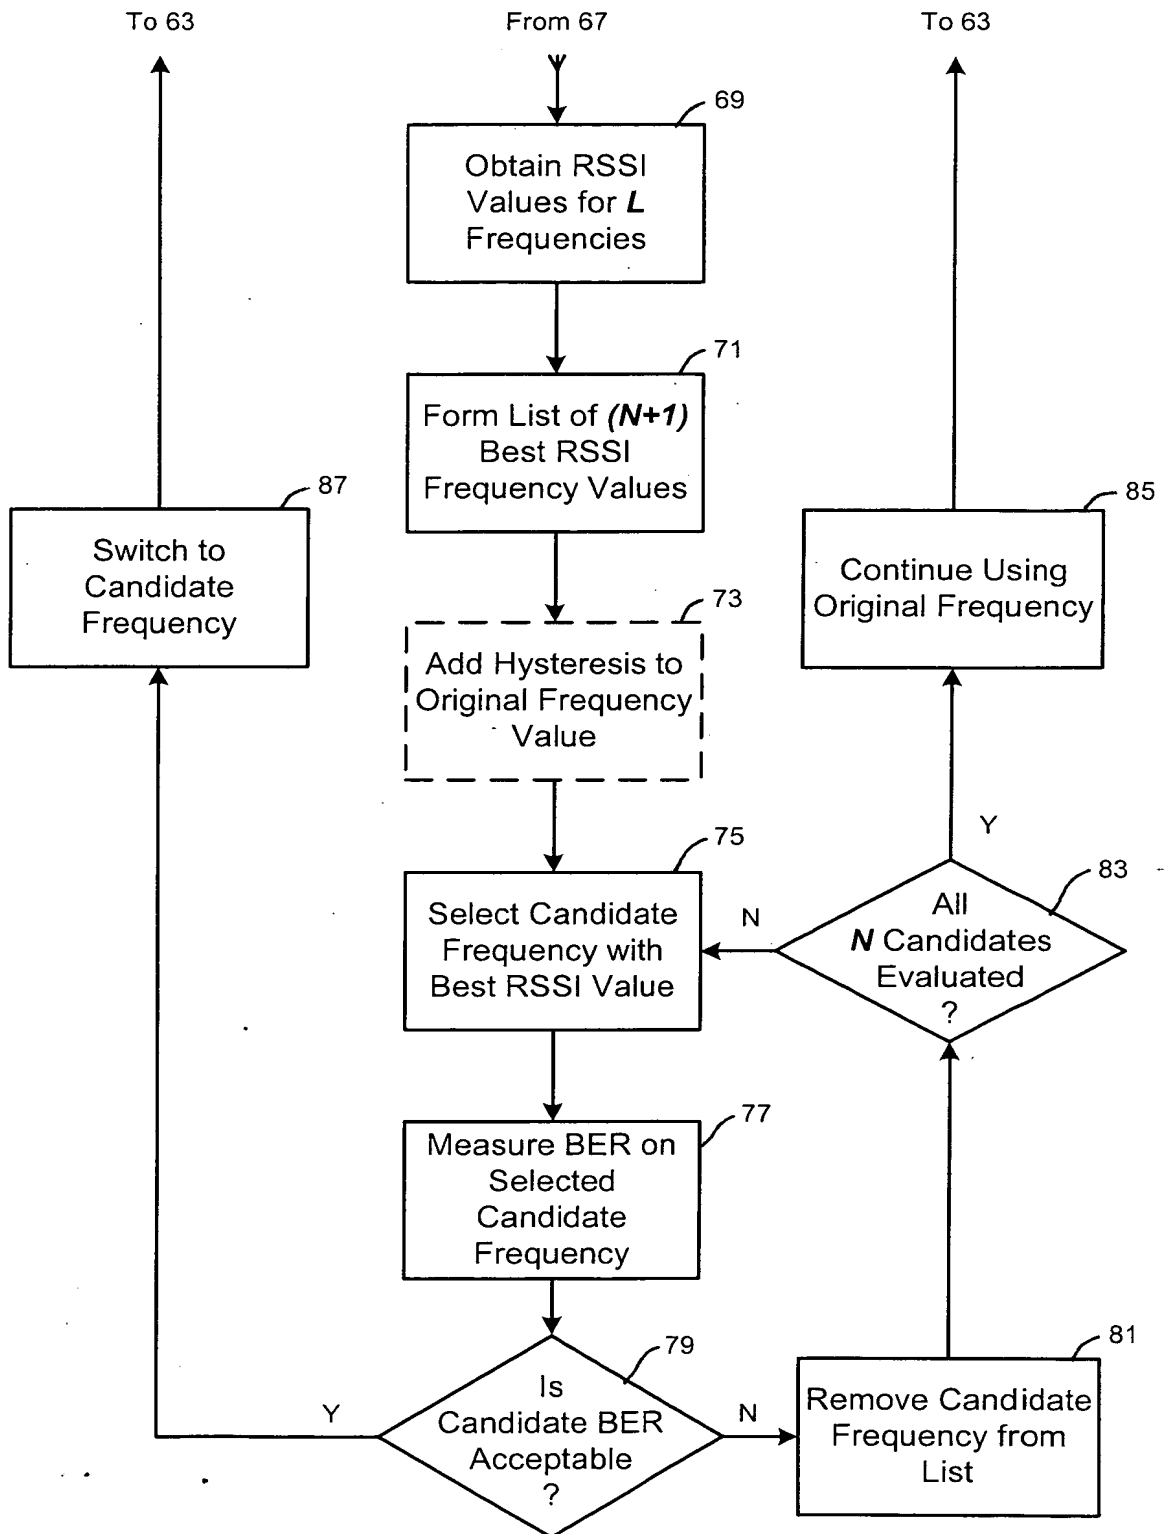 To 63
From 67
To 63
69
Obtain RSSI
Values for L
Frequencies
71
Form List of (N+1)
Best RSSI
Frequency Values
87
Switch to
Candidate
Frequency
85
Continue Using
Original Frequency
73
Add Hysteresis to
Original Frequency
Value
75
Select Candidate
Frequency with
Best RSSI Value
N
Y
83
All
N Candidates
Evaluated
?
77
Measure BER on
Selected
Candidate
Frequency
79
Is
Candidate BER
Acceptable
?
Y
N
81
Remove Candidate
Frequency from
List